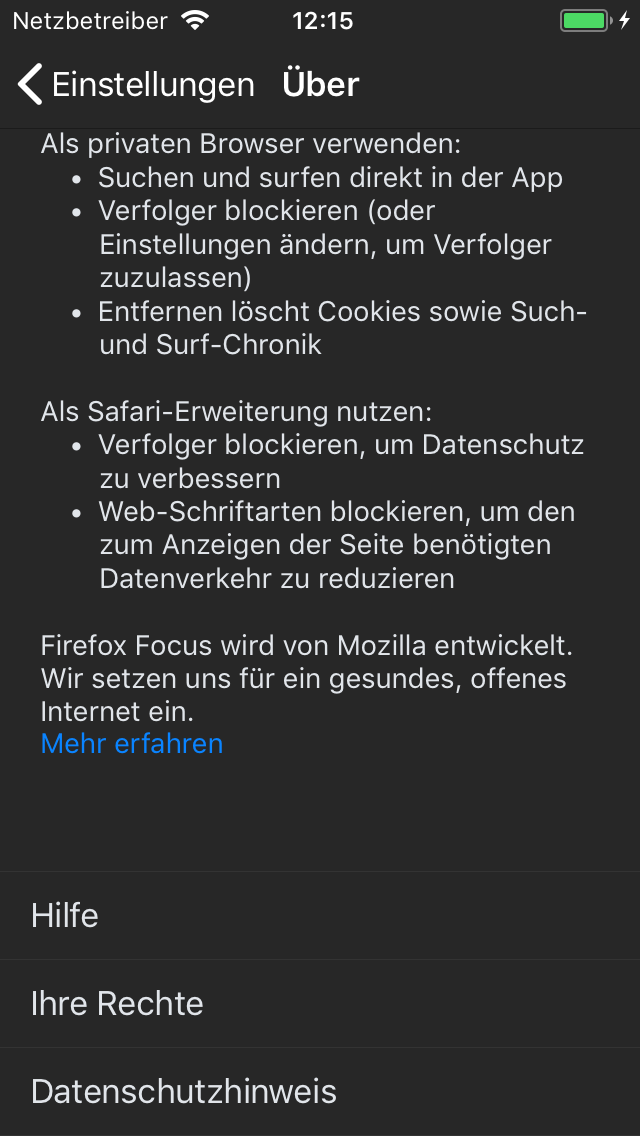 Netzbetreiber 12:15
Einstellungen Über
Als privaten Browser verwenden:
• Suchen und surfen direkt in der App
• Verfolger blockieren (oder
Einstellungen ändern, um Verfolger
zuzulassen)
• Entfernen löscht Cookies sowie Such-
und Surf-Chronik
Als Safari-Erweiterung nutzen:
• Verfolger blockieren, um Datenschutz
zu verbessern
• Web-Schriftarten blockieren, um den
zum Anzeigen der Seite benötigten
Datenverkehr zu reduzieren
Firefox Focus wird von Mozilla entwickelt.
Wir setzen uns für ein gesundes, offenes
Internet ein.
Mehr erfahren
Hilfe
Ihre Rechte
Datenschutzhinweis